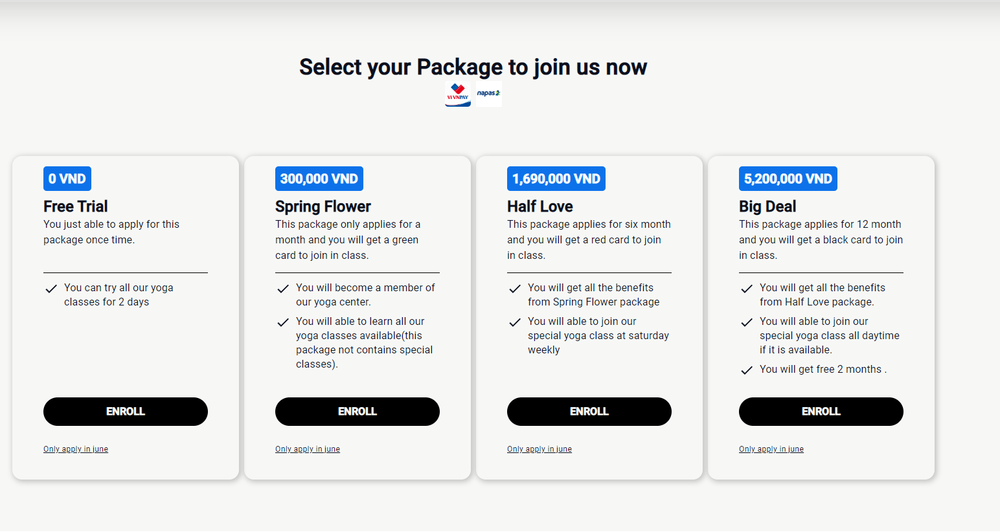 Select your Package to join us now
VÍ VNPAY
napas
0 VND
Free Trial
You just able to apply for this
package once time.
You can try all our yoga
classes for 2 days
ENROLL
Only apply in june
300,000 VND
Spring Flower
This package only applies for a
month and you will get a green
card to join in class.
You will become a member of
our yoga center.
You will able to learn all our
yoga classes available(this
package not contains special
classes).
ENROLL
Only apply in june
1,690,000 VND
Half Love
This package applies for six month
and you will get a red card to join
in class.
You will get all the benefits
from Spring Flower package
You will able to join our
special yoga class at saturday
weekly
ENROLL
Only apply in june
5,200,000 VND
Big Deal
This package applies for 12 month
and you will get a black card to join
in class.
You will get all the benefits
from Half Love package.
You will able to join our
special yoga class all daytime
if it is available.
You will get free 2 months .
ENROLL
Only apply in june